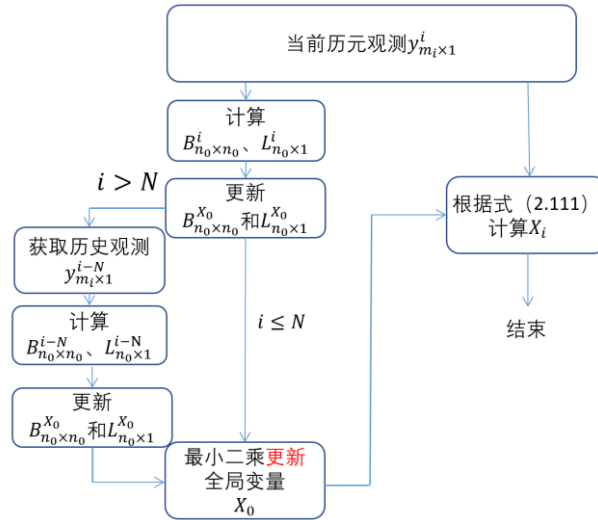 当前历元观测$y^{i}_{m_i \times 1}$
计算
$B^{i}_{n_0 \times n_0}$、$L^{i}_{n_0 \times 1}$
$i > N$
更新
$B^{X_0}_{n_0 \times n_0}$和$L^{X_0}_{n_0 \times 1}$
根据式（2.111）
计算$X_i$
获取历史观测
$y^{i-N}_{m_i \times 1}$
计算
$B^{i-N}_{n_0 \times n_0}$、$L^{i-N}_{n_0 \times 1}$
$i \leq N$
结束
更新
$B^{X_0}_{n_0 \times n_0}$和$L^{X_0}_{n_0 \times 1}$
最小二乘更新
全局变量
$X_0$